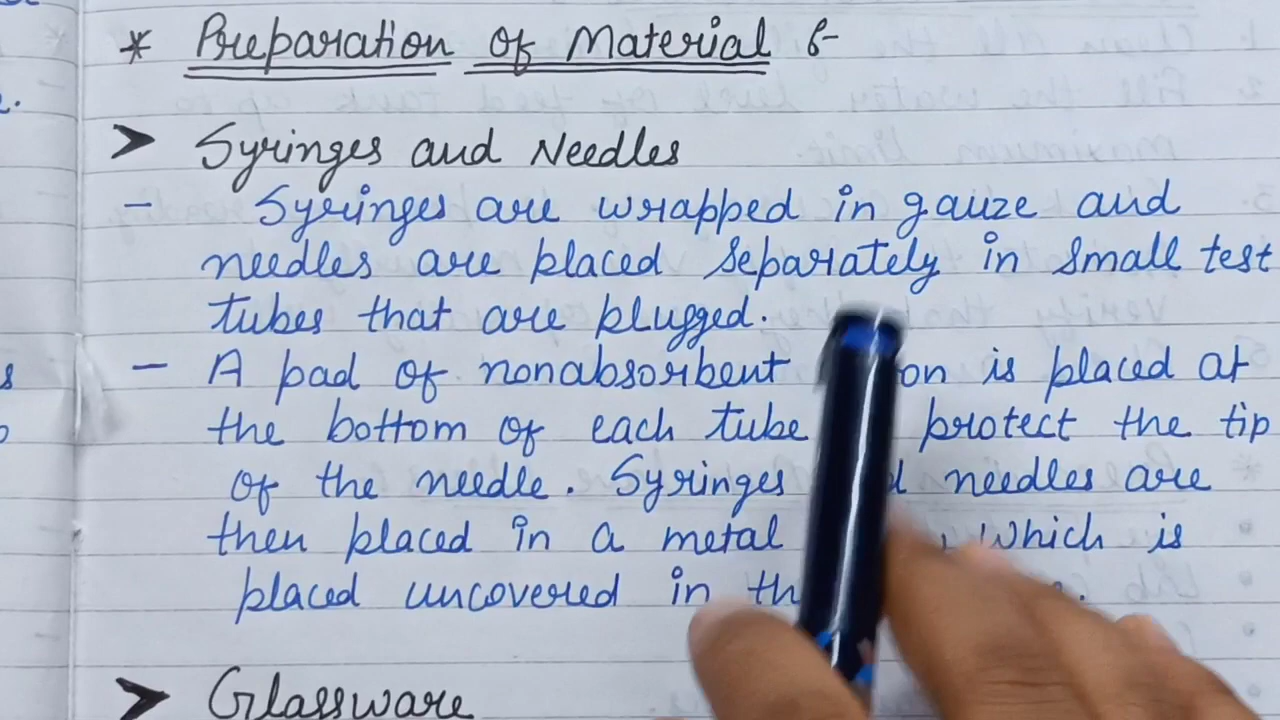 * Preparation of Material :-
➤ Syringes and Needles
- Syringes are wrapped in gauze and
needles are placed separately in small test
tubes that are plugged.
- A pad of nonabsorbent on is placed at
the bottom of each tube protect the tip
of the needle. Syringes needles are
then placed in a metal , which is
placed uncovered in
➤ Glassware